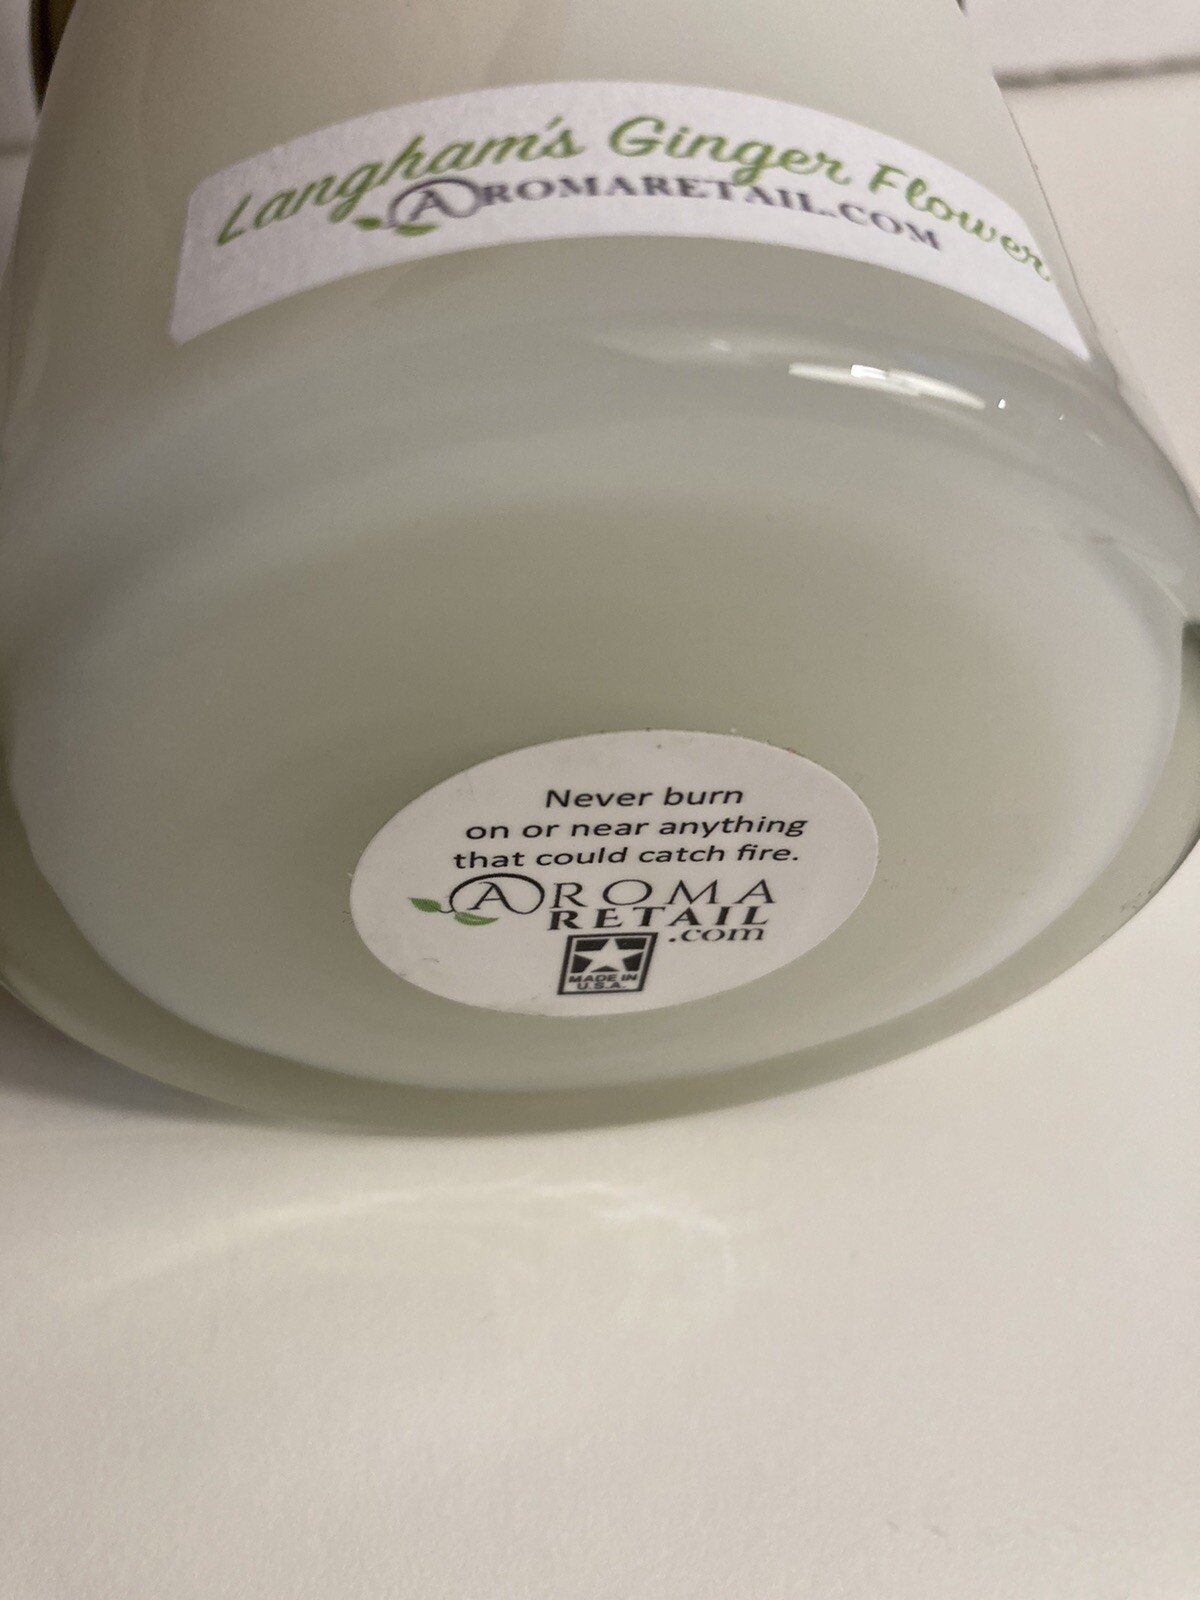 Langham's Ginger Flower
AROMARETAIL.COM
Never burn
on or near anything
that could catch fire.
AROMA
RETAIL
.com
MADE IN
U.S.A.